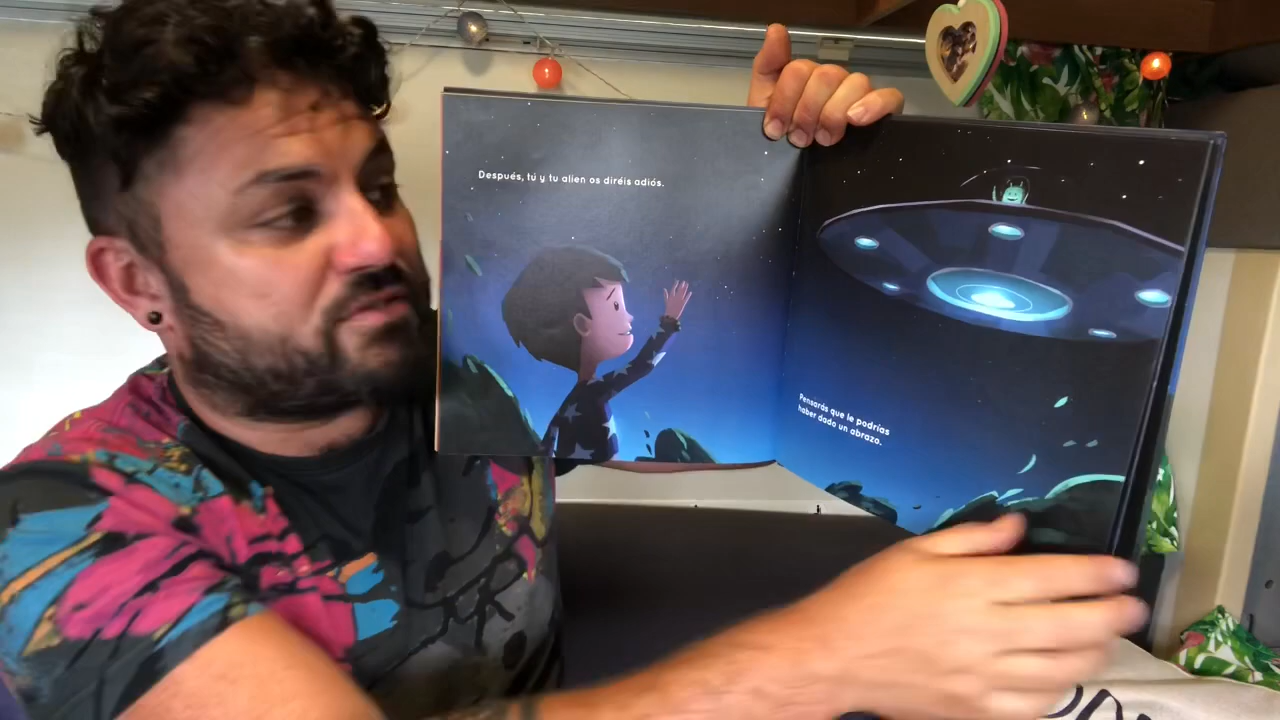 Después, tú y tu alien os diréis adiós.
Pensarás que le podrías
haber dado un abrazo.